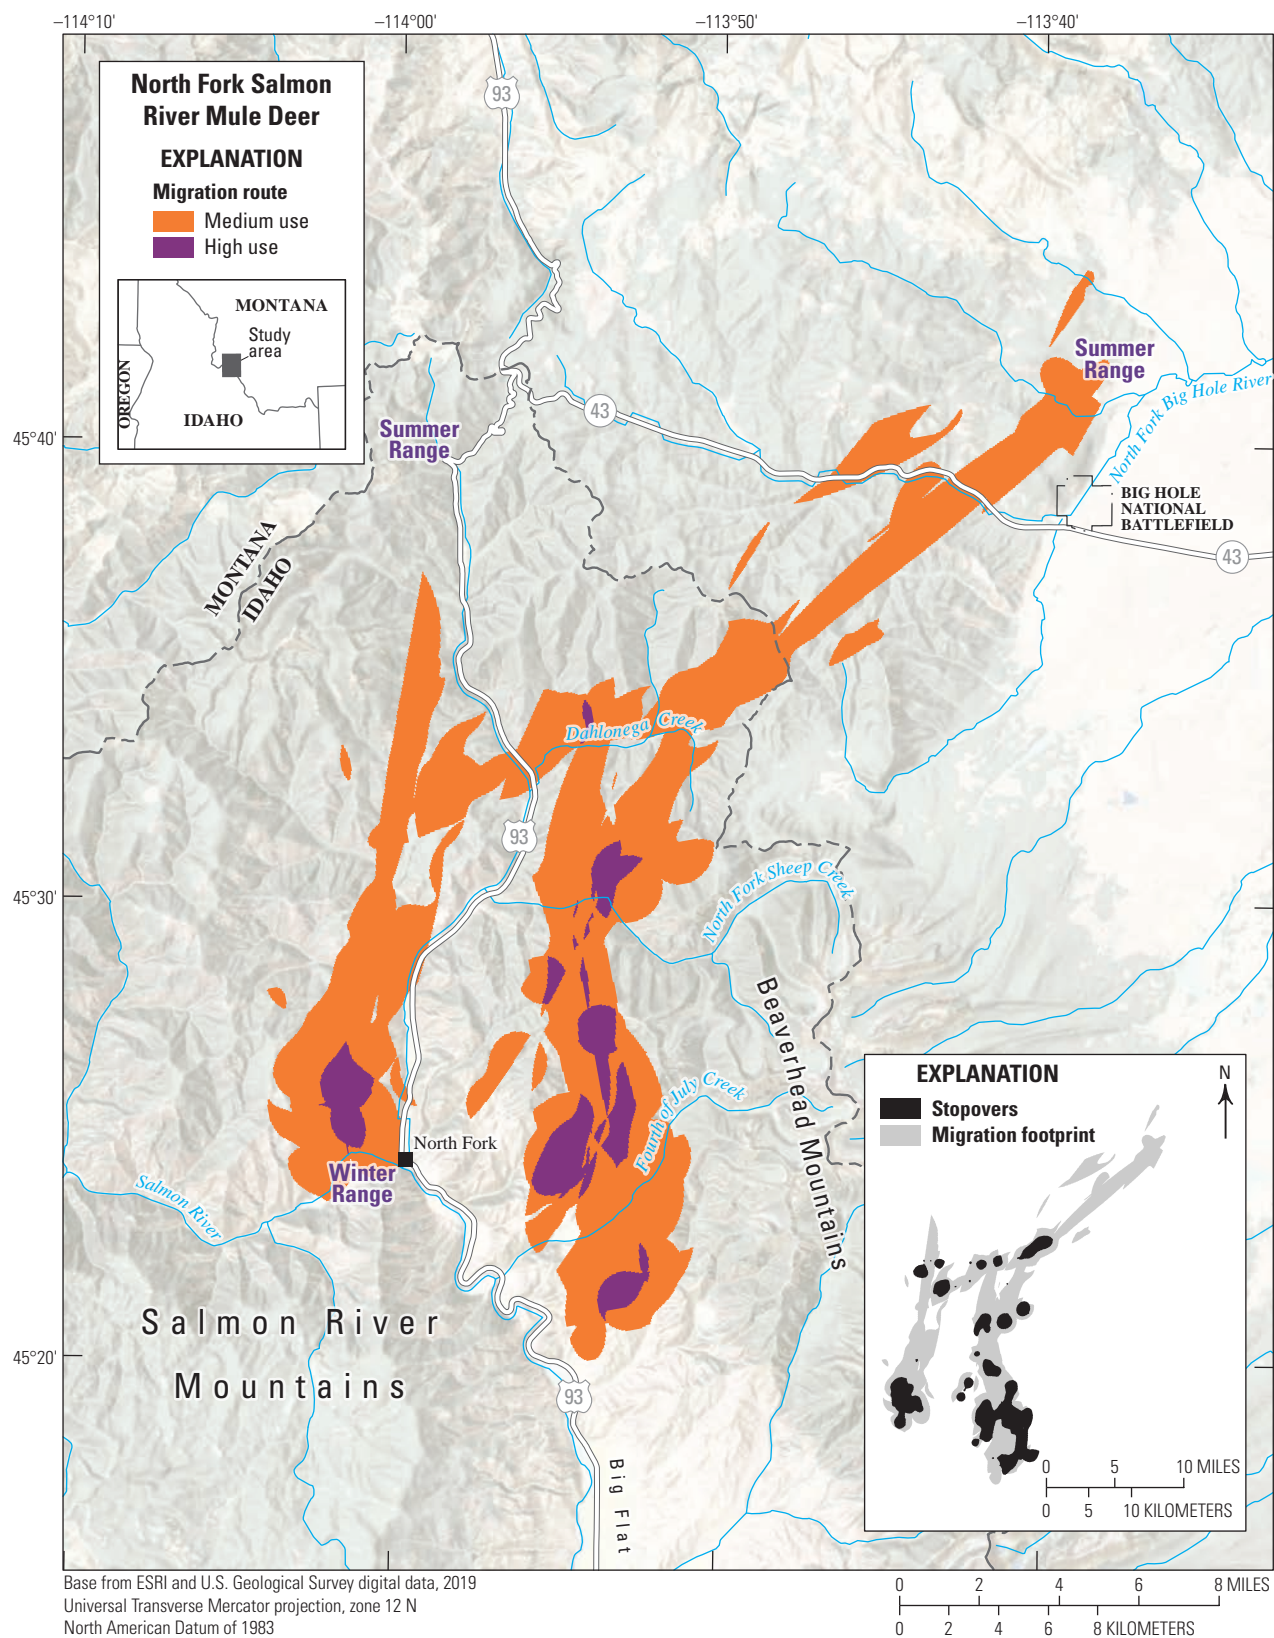 –114°10'
–114°00'
–113°50'
–113°40'
North Fork Salmon
River Mule Deer
EXPLANATION
Migration route
Medium use
High use
MONTANA
Study
area
OREGON
IDAHO
93
Summer
Range
North Fork Big Hole River
43
Summer
Range
45°40'
BIG HOLE
NATIONAL
BATTLEFIELD
43
MONTANA
IDAHO
Dahlonega Creek
93
45°30'
North Fork Sheep Creek
Beaverhead Mountains
Fourth of July Creek
North Fork
Winter
Range
Salmon River
Salmon River
Mountains
45°20'
93
Big Flat
EXPLANATION
N
Stopovers
Migration footprint
0 5 10 MILES
0 5 10 KILOMETERS
Base from ESRI and U.S. Geological Survey digital data, 2019
Universal Transverse Mercator projection, zone 12 N
North American Datum of 1983
0 2 4 6 8 MILES
0 2 4 6 8 KILOMETERS